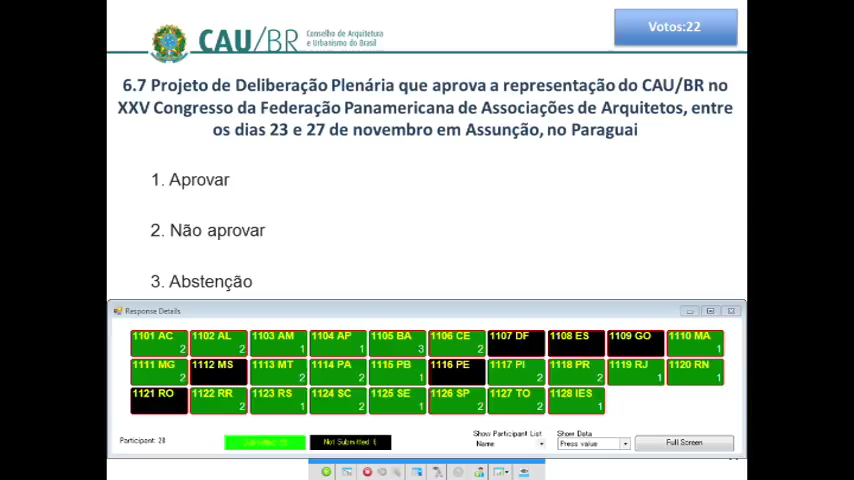 CAU/BR Conselho de Arquitetura
e Urbanismo do Brasil
Votos:22
6.7 Projeto de Deliberação Plenária que aprova a representação do CAU/BR no
XXV Congresso da Federação Panamericana de Associações de Arquitetos, entre
os dias 23 e 27 de novembro em Assunção, no Paraguai
1. Aprovar
2. Não aprovar
3. Abstenção
Response Details
1101 AC 2 1102 AL 2 1103 AM 1 1104 AP 1 1105 BA 3 1106 CE 2 1107 DF 1108 ES 1109 GO 1110 MA 1
1111 MG 2 1112 MS 1113 MT 2 1114 PA 2 1115 PB 1 1116 PE 1117 PI 2 1118 PR 2 1119 RJ 1 1120 RN 1
1121 RO 1122 RR 2 1123 RS 1 1124 SC 2 1125 SE 1 1126 SP 2 1127 TO 2 1128 IES 1
Participant: 28
Not Submitted 6
Show Participant List
Name
Show Data
Press value
Full Screen